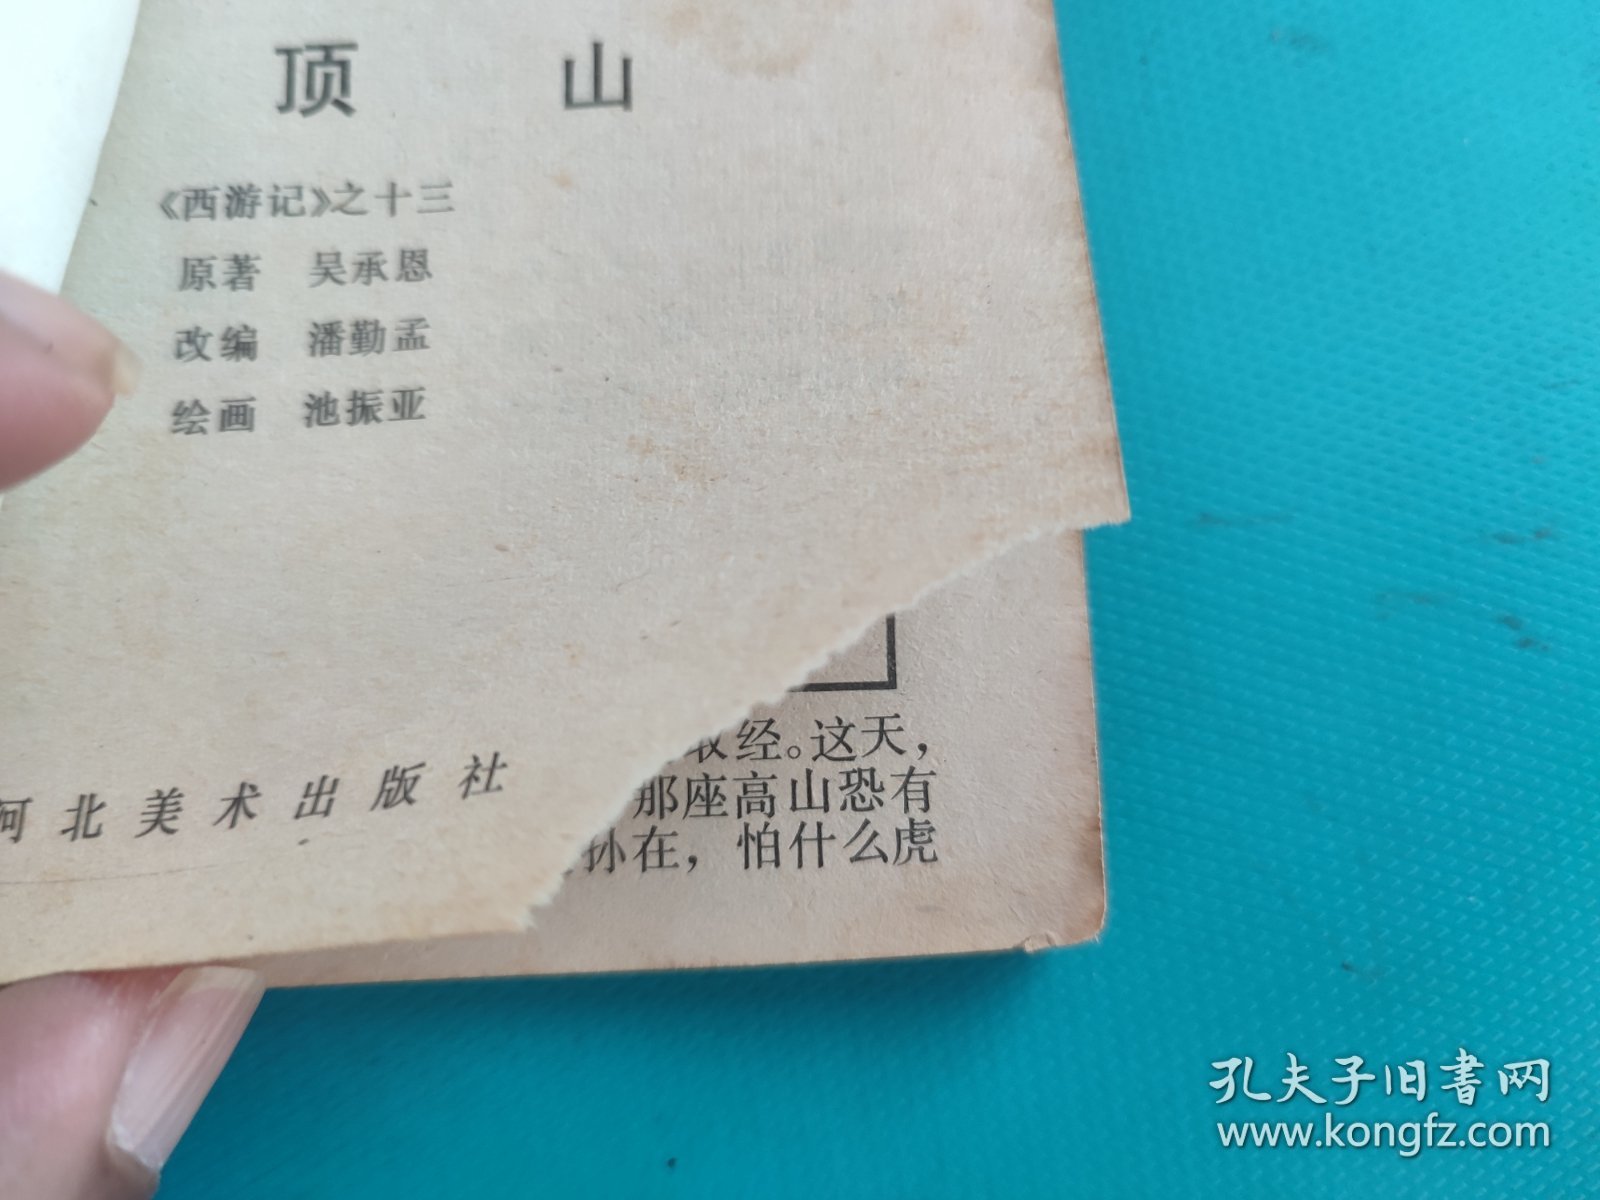 顶 山
《西游记》之十三
原著 吴承恩
改编 潘勤孟
绘画 池振亚
河北美术出版社
取经。这天，
那座高山恐有
孙在，怕什么虎
孔夫子旧书网
www.kongfz.com